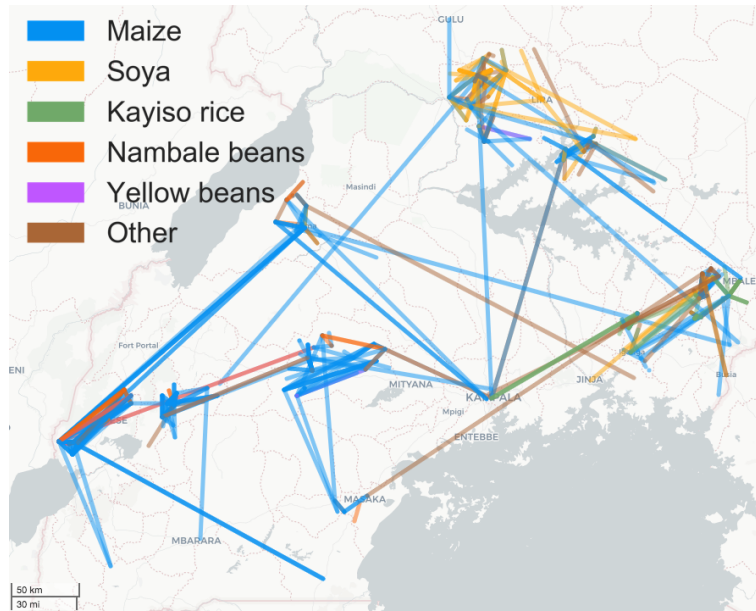 Maize
Soya
Kayiso rice
Nambale beans
Yellow beans
Other
GULU
LIRA
BUNIA
Masindi
MBALE
Fort Portal
ENI
MITYANA
KAMPALA
Mpigi
JINJA
Busia
ENTEBBE
MASAKA
MBARARA
50 km
30 mi